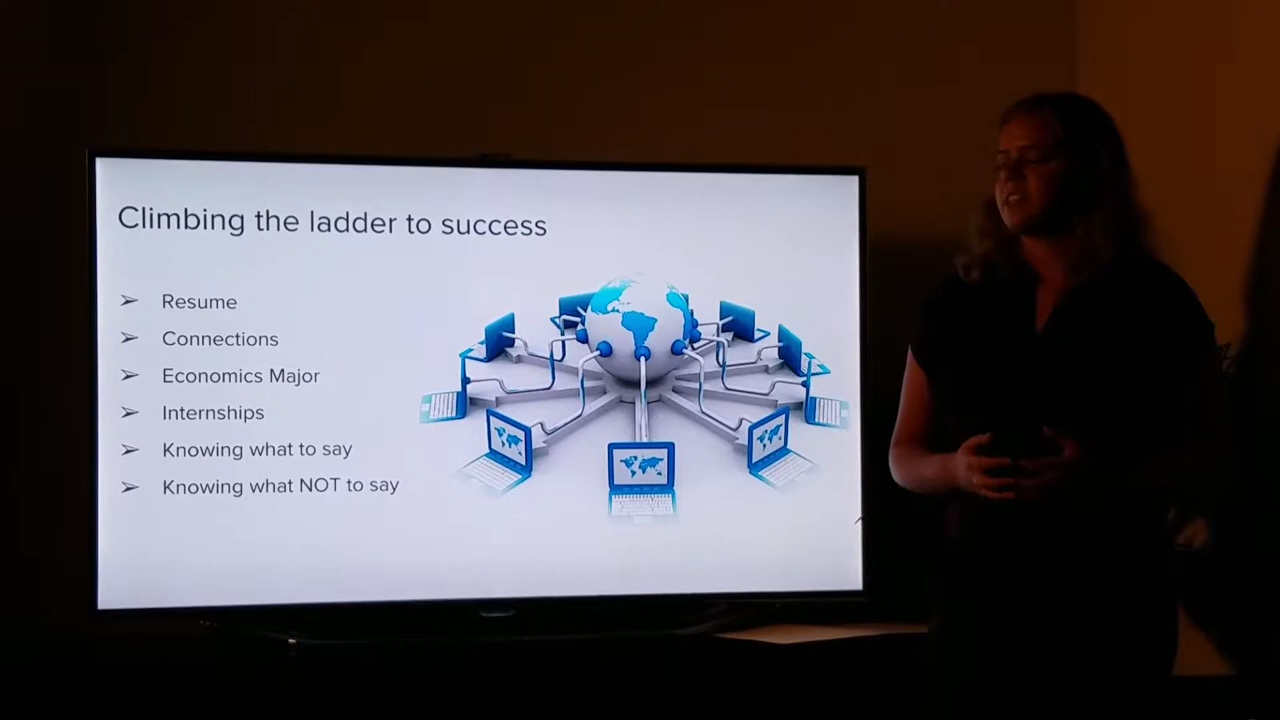 Climbing the ladder to success
➢ Resume
➢ Connections
➢ Economics Major
➢ Internships
➢ Knowing what to say
➢ Knowing what NOT to say